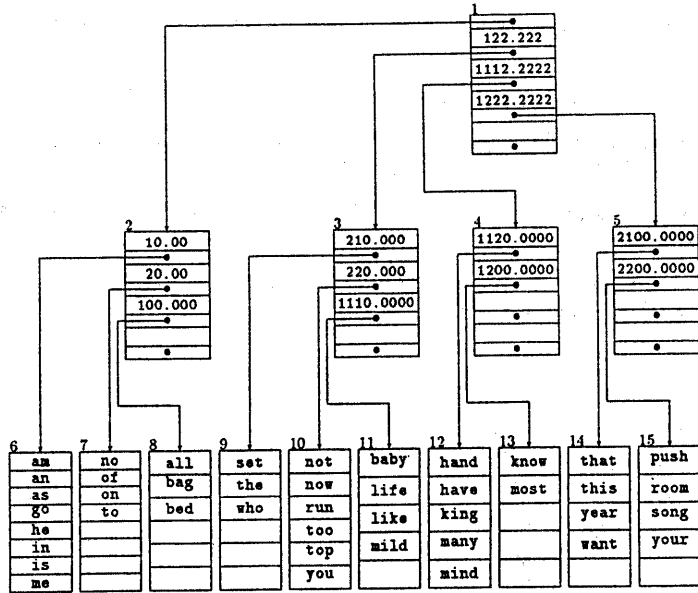 1
122.222
1112.2222
1222.2222
2
10.00
20.00
100.000
3
210.000
220.000
1110.0000
4
1120.0000
1200.0000
5
2100.0000
2200.0000
6
am
an
as
go
he
in
is
me
7
no
of
on
to
8
all
bag
bed
9
set
the
who
10
not
now
run
too
top
you
11
baby
life
like
mild
12
hand
have
king
many
mind
13
know
most
14
that
this
year
want
15
push
room
song
your